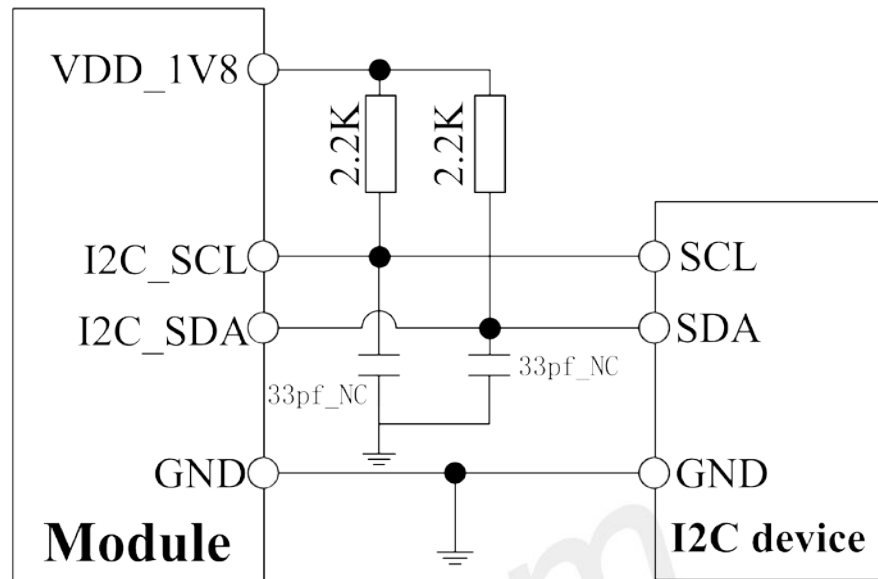 VDD_1V8
2.2K
2.2K
I2C_SCL
SCL
I2C_SDA
SDA
33pf_NC
33pf_NC
GND
GND
Module
I2C device